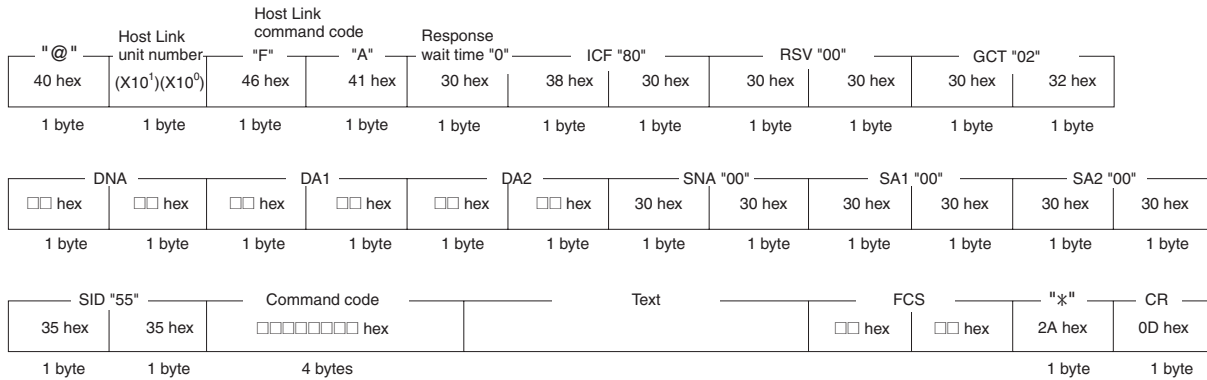 Host Link
command code
Host Link
unit number
Response
wait time "0"
"@" "F" "A" ICF "80" RSV "00" GCT "02"
40 hex (X10¹)(X10⁰) 46 hex 41 hex 30 hex 38 hex 30 hex 30 hex 30 hex 30 hex 32 hex
1 byte 1 byte 1 byte 1 byte 1 byte 1 byte 1 byte 1 byte 1 byte 1 byte 1 byte
DNA DA1 DA2 SNA "00" SA1 "00" SA2 "00"
□□ hex □□ hex □□ hex □□ hex □□ hex □□ hex 30 hex 30 hex 30 hex 30 hex 30 hex 30 hex
1 byte 1 byte 1 byte 1 byte 1 byte 1 byte 1 byte 1 byte 1 byte 1 byte 1 byte 1 byte
SID "55" Command code Text FCS "*" CR
35 hex 35 hex □□□□□□□□ hex □□ hex □□ hex 2A hex 0D hex
1 byte 1 byte 4 bytes 1 byte 1 byte